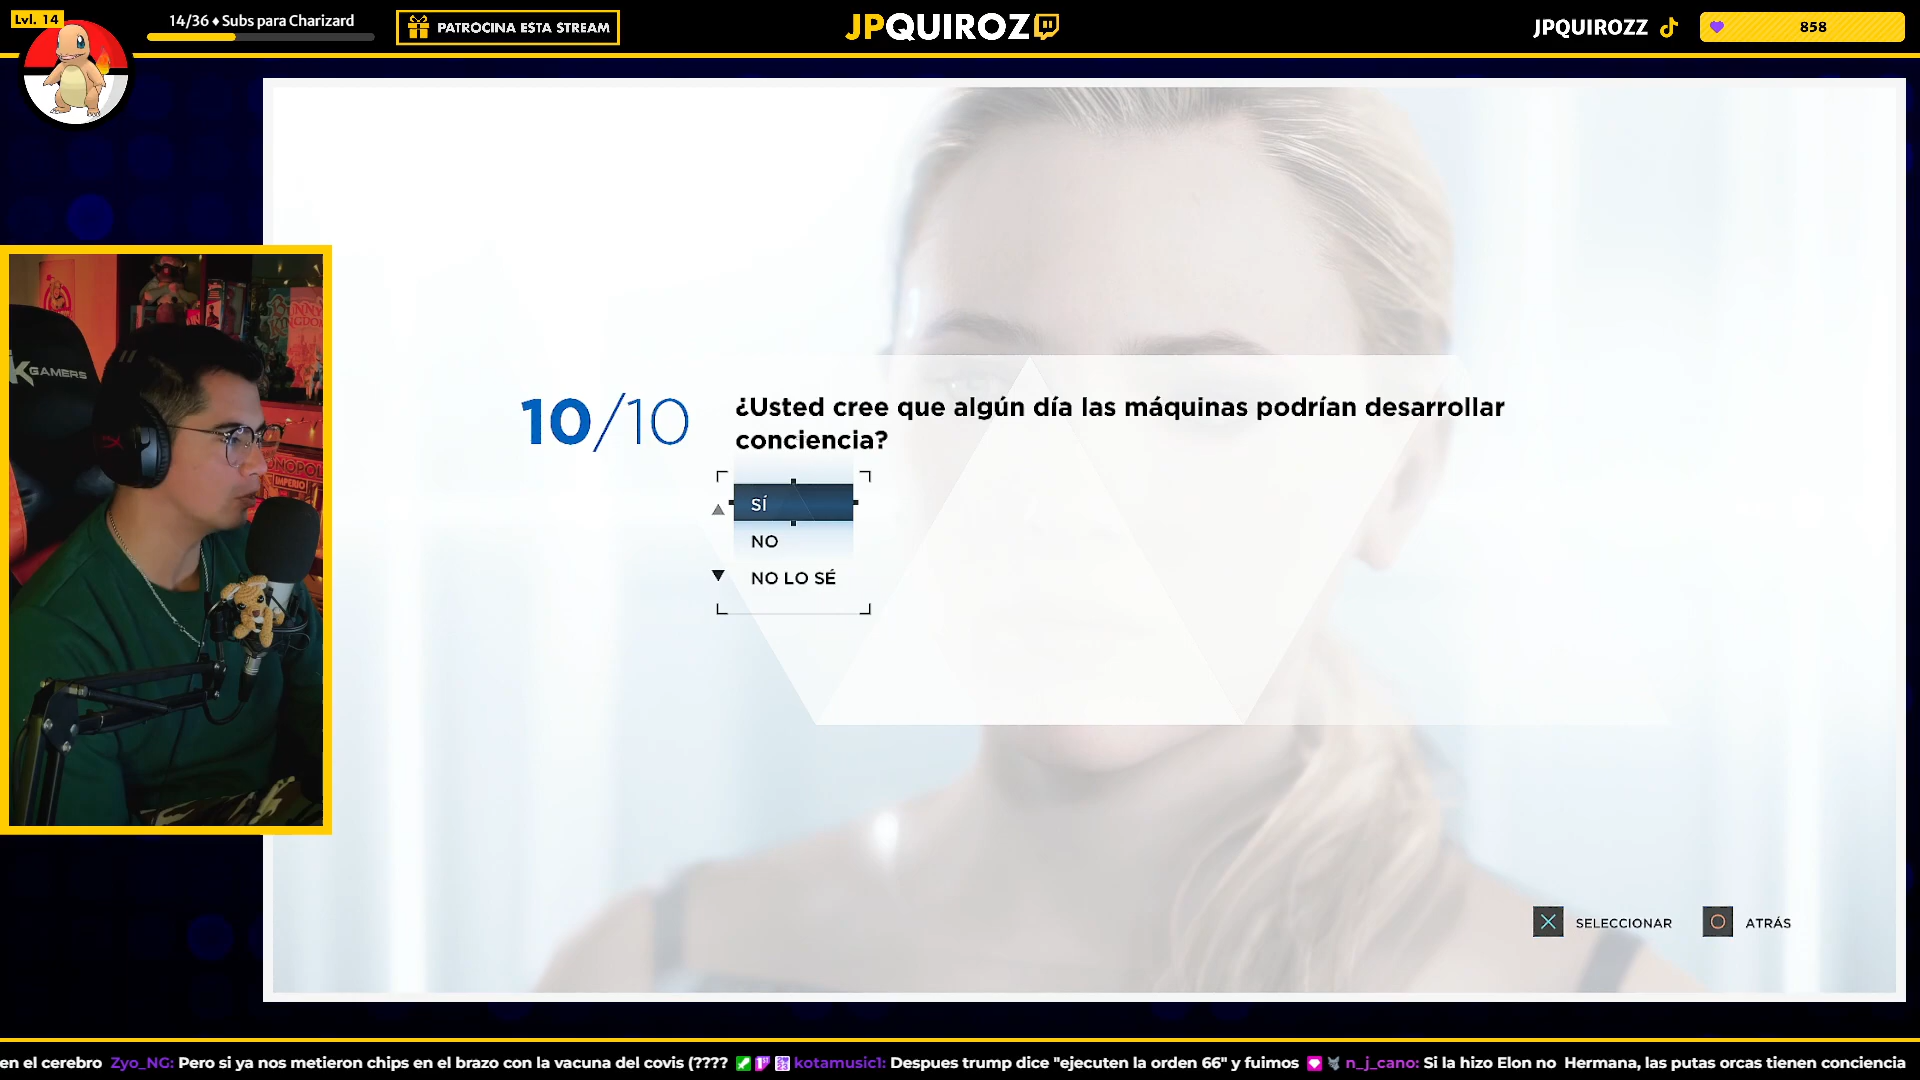 Lvl. 14
14/36 ♦ Subs para Charizard
PATROCINA ESTA STREAM
JPQUIROZ
JPQUIROZZ
858
K GAMERS
MONOPOLY
IMPERIO
10/10
¿Usted cree que algún día las máquinas podrían desarrollar
conciencia?
SÍ
NO
NO LO SÉ
SELECCIONAR
ATRÁS
en el cerebro Zyo_NG: Pero si ya nos metieron chips en el brazo con la vacuna del covis (???? kotamusic1: Despues trump dice "ejecuten la orden 66" y fuimos n_j_cano: Si la hizo Elon no Hermana, las putas orcas tienen conciencia